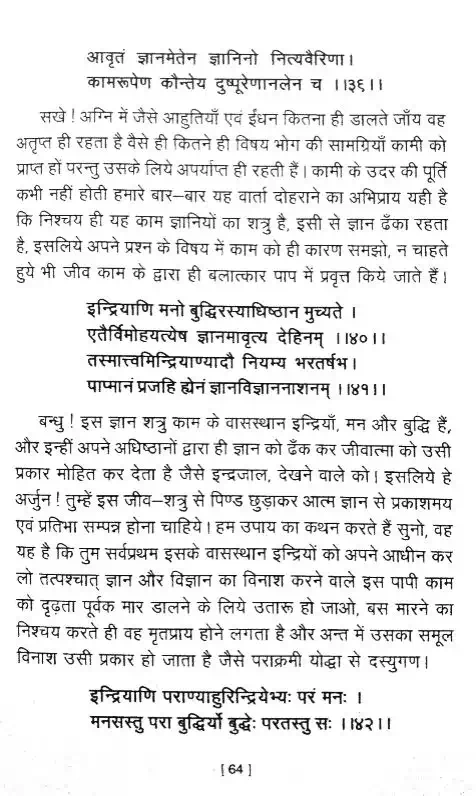 आवृतं ज्ञानमेतेन ज्ञानिनो नित्यवैरिणा।
कामरूपेण कौन्तेय दुष्पूरेणानलेन च ।।३६।।
सखे ! अग्नि में जैसे आहुतियाँ एवं ईंधन कितना ही डालते जाँय वह
अतृप्त ही रहता है वैसे ही कितने ही विषय भोग की सामग्रियाँ कामी को
प्राप्त हों परन्तु उसके लिये अपर्याप्त ही रहती हैं। कामी के उदर की पूर्ति
कभी नहीं होती हमारे बार–बार यह वार्ता दोहराने का अभिप्राय यही है
कि निश्चय ही यह काम ज्ञानियों का शत्रु है, इसी से ज्ञान ढँका रहता
है, इसलिये अपने प्रश्न के विषय में काम को ही कारण समझो, न चाहते
हुये भी जीव काम के द्वारा ही बलात्कार पाप में प्रवृत्त किये जाते हैं।
इन्द्रियाणि मनो बुद्धिरस्याधिष्ठान मुच्यते ।
एतैर्विमोहयत्येष ज्ञानमावृत्य देहिनम् ।।४०।।
तस्मात्त्वमिन्द्रियाण्यादौ नियम्य भरतर्षभ।
पाप्मानं प्रजहि ह्येनं ज्ञानविज्ञाननाशनम् ।।४१।।
बन्धु ! इस ज्ञान शत्रु काम के वासस्थान इन्द्रियाँ, मन और बुद्धि हैं,
और इन्हीं अपने अधिष्ठानों द्वारा ही ज्ञान को ढँक कर जीवात्मा को उसी
प्रकार मोहित कर देता है जैसे इन्द्रजाल, देखने वाले को। इसलिये हे
अर्जुन ! तुम्हें इस जीव–शत्रु से पिण्ड छुड़ाकर आत्म ज्ञान से प्रकाशमय
एवं प्रतिभा सम्पन्न होना चाहिये। हम उपाय का कथन करते हैं सुनो, वह
यह है कि तुम सर्वप्रथम इसके वासस्थान इन्द्रियों को अपने आधीन कर
लो तत्पश्चात् ज्ञान और विज्ञान का विनाश करने वाले इस पापी काम
को दृढ़ता पूर्वक मार डालने के लिये उतारू हो जाओ, बस मारने का
निश्चय करते ही वह मृतप्राय होने लगता है और अन्त में उसका समूल
विनाश उसी प्रकार हो जाता है जैसे पराक्रमी योद्धा से दस्युगण।
इन्द्रियाणि पराण्याहुरिन्द्रियेभ्यः परं मनः ।
मनसस्तु परा बुद्धिर्यो बुद्धेः परतस्तु सः ।।४२।।
[ 64 ]